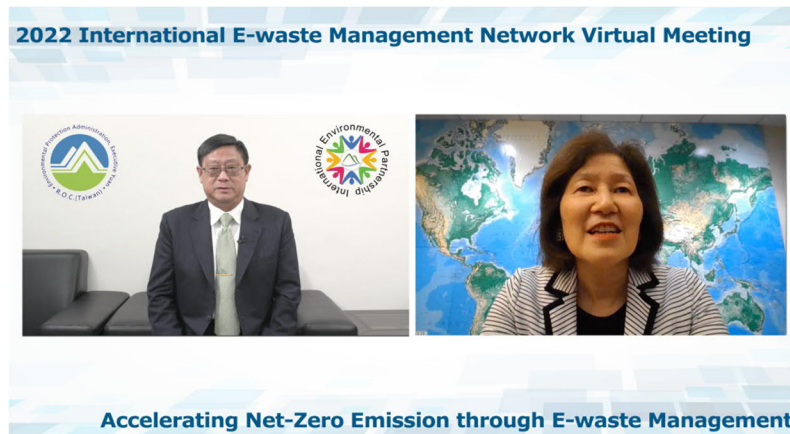 2022 International E-waste Management Network Virtual Meeting
Environmental Protection Administration, Executive Yuan
R.O.C.(Taiwan)
International Environmental Partnership
Accelerating Net-Zero Emission through E-waste Management